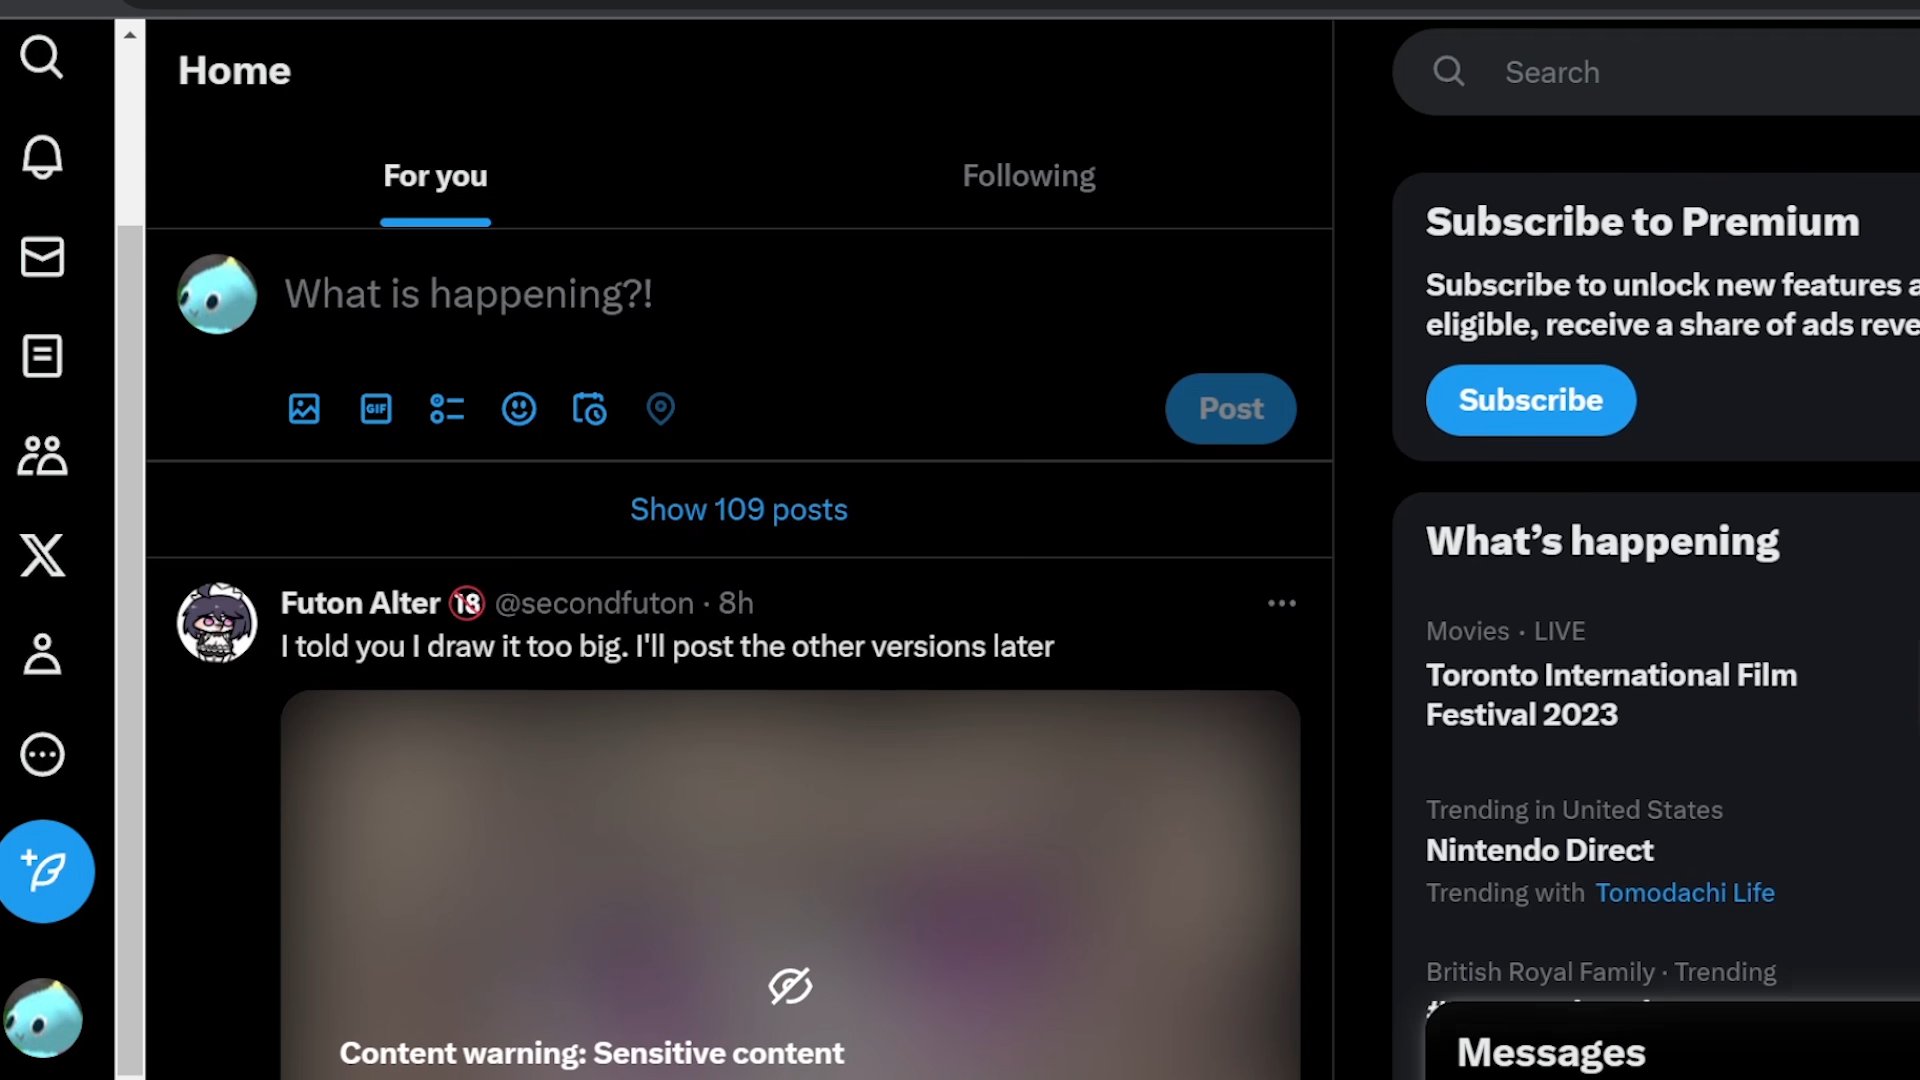 Home
For you
Following
What is happening?!
GIF
Post
Show 109 posts
Futon Alter 🔞 @secondfuton · 8h
I told you I draw it too big. I'll post the other versions later
Content warning: Sensitive content
Search
Subscribe to Premium
Subscribe to unlock new features a
eligible, receive a share of ads reve
Subscribe
What's happening
Movies · LIVE
Toronto International Film
Festival 2023
Trending in United States
Nintendo Direct
Trending with Tomodachi Life
British Royal Family · Trending
Messages